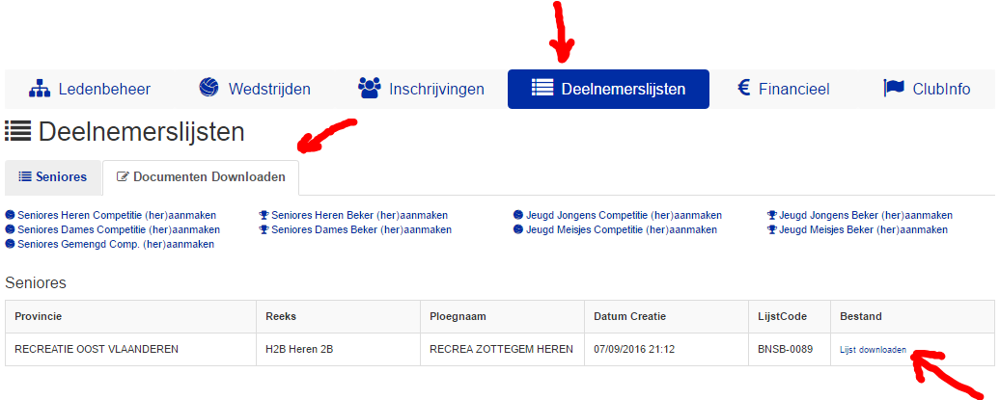 Ledenbeheer Wedstrijden Inschrijvingen Deelnemerslijsten € Financieel ClubInfo
Deelnemerslijsten
Seniores Documenten Downloaden
Seniores Heren Competitie (her)aanmaken Seniores Heren Beker (her)aanmaken Jeugd Jongens Competitie (her)aanmaken Jeugd Jongens Beker (her)aanmaken
Seniores Dames Competitie (her)aanmaken Seniores Dames Beker (her)aanmaken Jeugd Meisjes Competitie (her)aanmaken Jeugd Meisjes Beker (her)aanmaken
Seniores Gemengd Comp. (her)aanmaken
Seniores
Provincie Reeks Ploegnaam Datum Creatie LijstCode Bestand
RECREATIE OOST VLAANDEREN H2B Heren 2B RECREA ZOTTEGEM HEREN 07/09/2016 21:12 BNSB-0089 Lijst downloaden